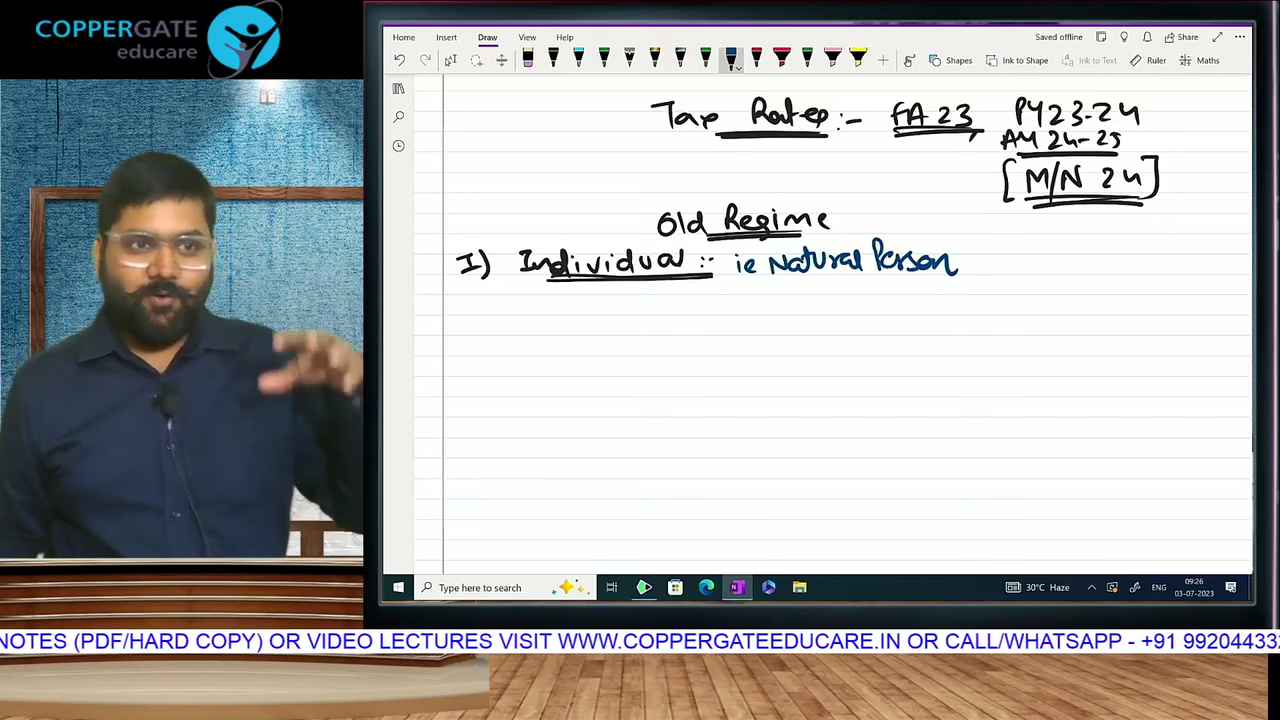 COPPERGATE
educare
Home Insert Draw View Help
Saved offline Share
Shapes Ink to Shape Ink to Text Ruler Maths
Tax Rates :- FA 23, PY 23-24
AY 24-25
[M/N 24]
Old Regime
I) Individual :- ie Natural Person
Type here to search
30°C Haze ENG 09:26
03-07-2023
NOTES (PDF/HARD COPY) OR VIDEO LECTURES VISIT WWW.COPPERGATEEDUCARE.IN OR CALL/WHATSAPP - +91 99204433